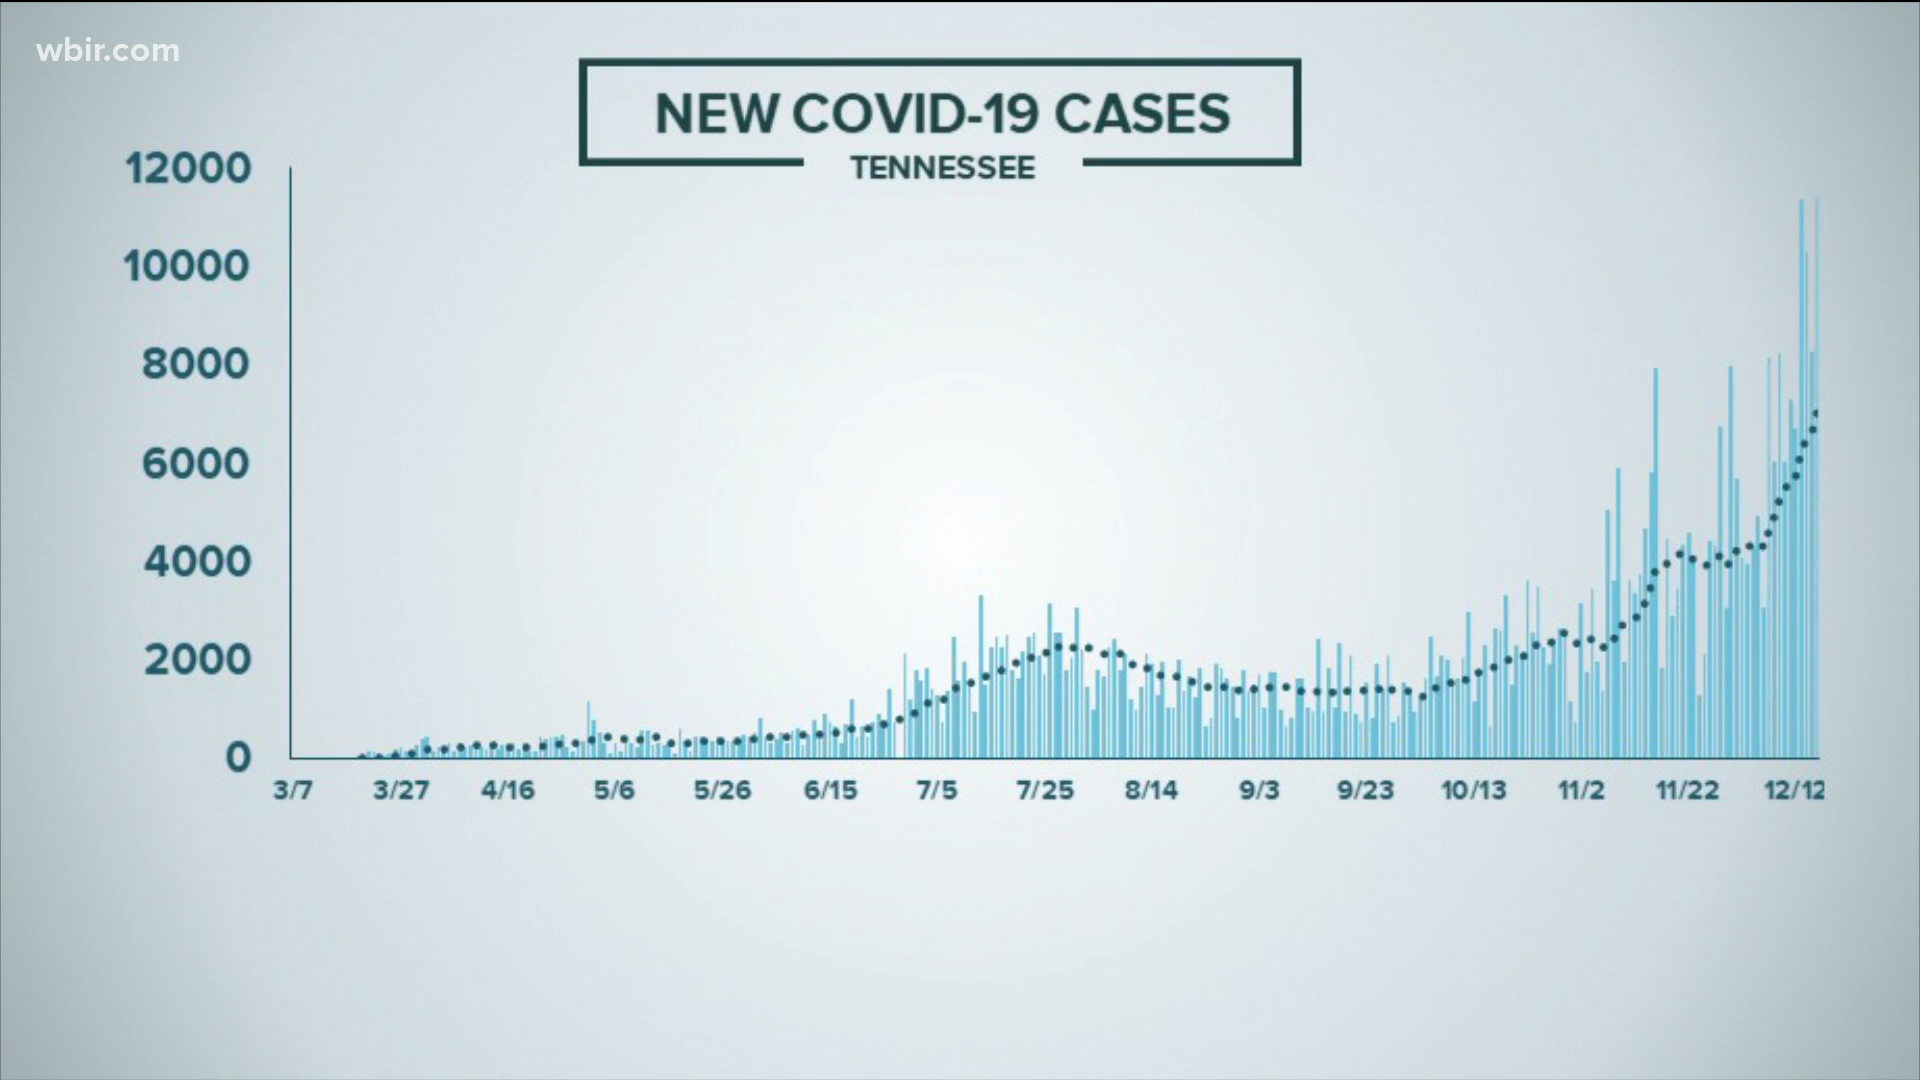 wbir.com
NEW COVID-19 CASES
TENNESSEE
12000
10000
8000
6000
4000
2000
0
3/7 3/27 4/16 5/6 5/26 6/15 7/5 7/25 8/14 9/3 9/23 10/13 11/2 11/22 12/12